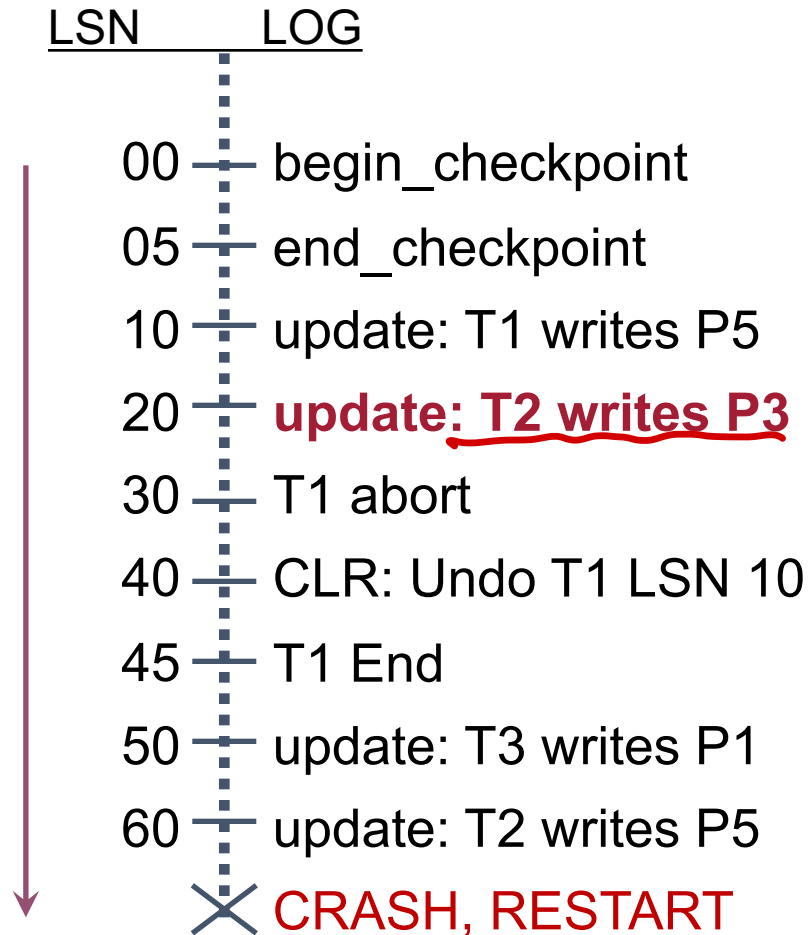 LSN LOG
00 begin_checkpoint
05 end_checkpoint
10 update: T1 writes P5
20 update: T2 writes P3
30 T1 abort
40 CLR: Undo T1 LSN 10
45 T1 End
50 update: T3 writes P1
60 update: T2 writes P5
CRASH, RESTART